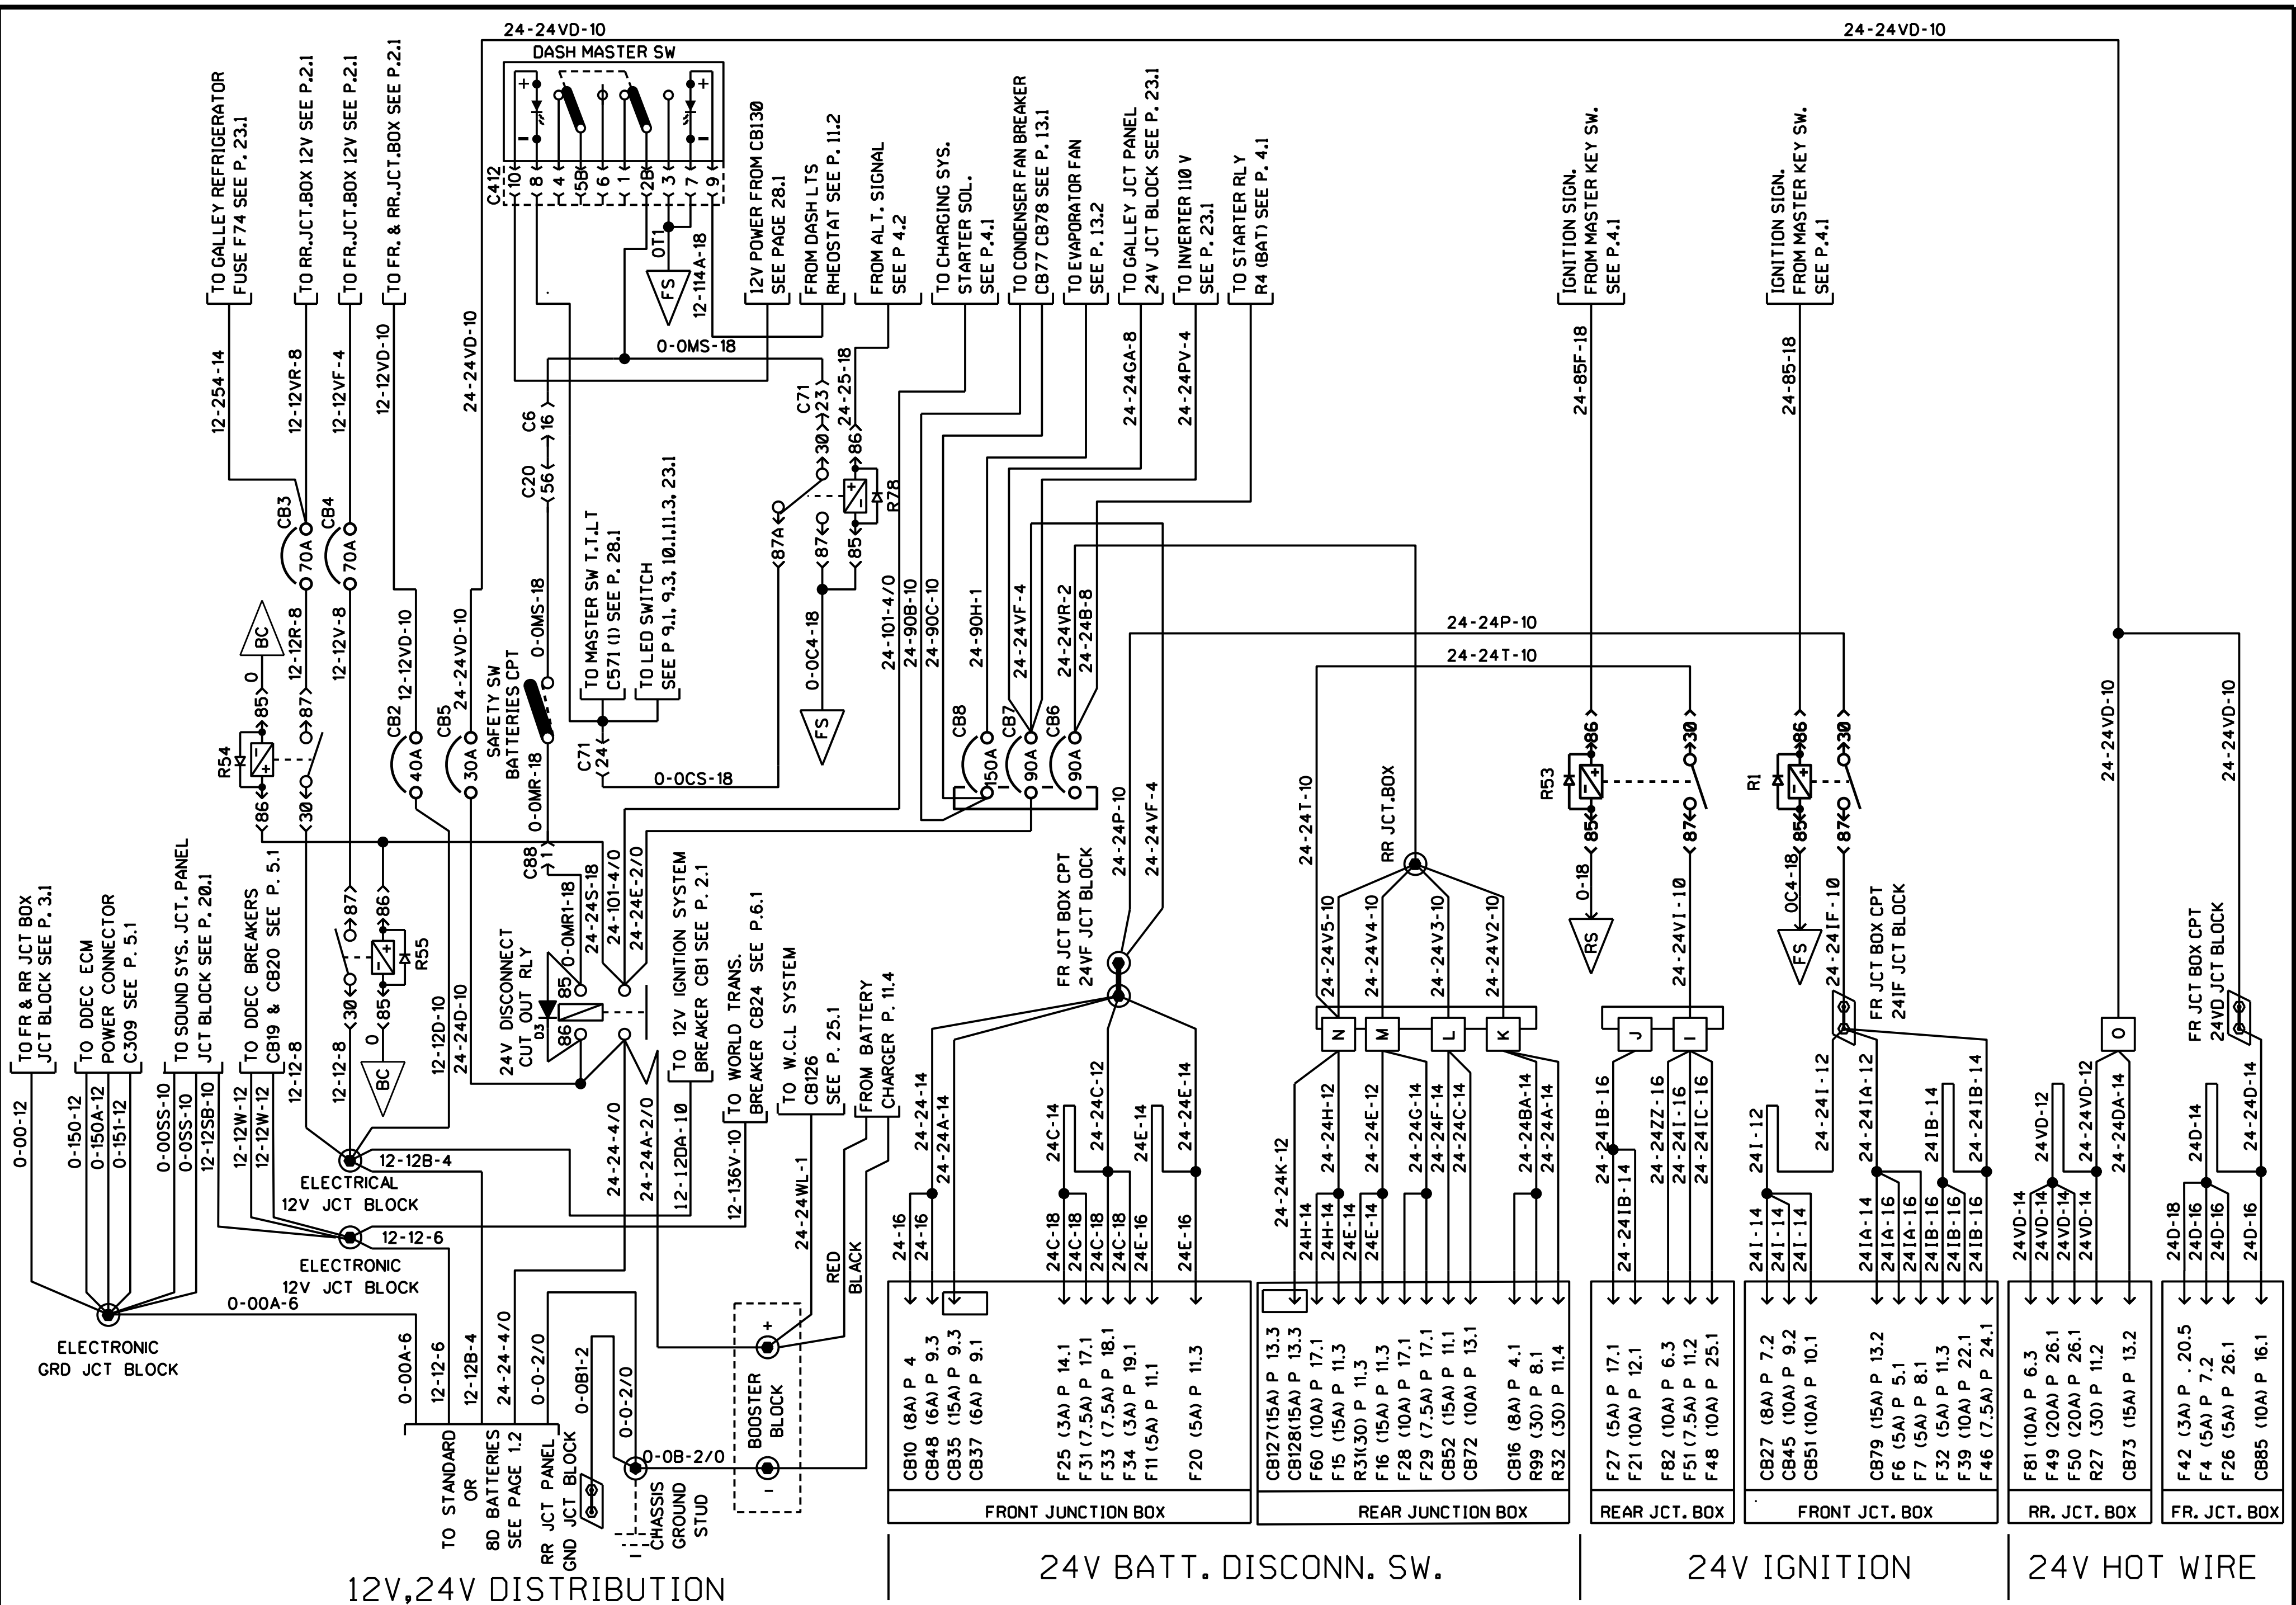 24-24VD-10
24-24VD-10
DASH MASTER SW
C412
10
8
4
5B
6
1
2B
3
7
9
TO GALLEY REFRIGERATOR
FUSE F74 SEE P. 23.1
TO RR.JCT.BOX 12V SEE P.2.1
TO FR.JCT.BOX 12V SEE P.2.1
TO FR. & RR.JCT.BOX SEE P.2.1
12V POWER FROM CB130
SEE PAGE 28.1
FROM DASH LTS
RHEOSTAT SEE P. 11.2
FROM ALT. SIGNAL
SEE P 4.2
TO CHARGING SYS.
STARTER SOL.
SEE P.4.1
TO CONDENSER FAN BREAKER
CB77 CB78 SEE P. 13.1
TO EVAPORATOR FAN
SEE P. 13.2
TO GALLEY JCT PANEL
24V JCT BLOCK SEE P. 23.1
TO INVERTER 110 V
SEE P. 23.1
TO STARTER RLY
R4 (BAT) SEE P. 4.1
IGNITION SIGN.
FROM MASTER KEY SW.
SEE P.4.1
IGNITION SIGN.
FROM MASTER KEY SW.
SEE P.4.1
0T1
FS
12-114A-18
0-0MS-18
12-254-14
12-12VR-8
12-12VF-4
12-12VD-10
24-24VD-10
C6
16
C20
56
C71
23
24-25-18
30
86
R78
87A
87
85
24-24GA-8
24-24PV-4
24-85F-18
24-85-18
CB3
70A
CB4
70A
BC
0
85
12-12R-8
87
12-12V-8
12-12VD-10
24-24VD-10
R54
86
30
CB2
40A
CB5
30A
SAFETY SW
BATTERIES CPT
0-0MS-18
0-0MR-18
TO MASTER SW T.T.LT
C571 (1) SEE P. 28.1
TO LED SWITCH
SEE P 9.1, 9.3, 10.1,11.3, 23.1
C71
24
0-0CS-18
0-0C4-18
FS
24-101-4/0
24-90B-10
24-90C-10
24-90H-1
24-24VF-4
24-24VR-2
24-24B-8
CB8
150A
CB7
90A
CB6
90A
24-24P-10
24-24T-10
24-24P-10
24-24VF-4
24-24T-10
RR JCT.BOX
FR JCT BOX CPT
24VF JCT BLOCK
R53
86
30
85
87
0-18
RS
24-24VI-10
R1
86
30
85
87
0C4-18
FS
24-24IF-10
FR JCT BOX CPT
24IF JCT BLOCK
24-24VD-10
24-24VD-10
FR JCT BOX CPT
24VD JCT BLOCK
TO FR & RR JCT BOX
JCT BLOCK SEE P. 3.1
TO DDEC ECM
POWER CONNECTOR
C309 SEE P. 5.1
TO SOUND SYS. JCT. PANEL
JCT BLOCK SEE P. 20.1
TO DDEC BREAKERS
CB19 & CB20 SEE P. 5.1
87
86
R55
30
85
0
BC
C88
1
0-0MR1-18
24-24S-18
24-101-4/0
24-24E-2/0
24V DISCONNECT
CUT OUT RLY
D3
85
86
TO 12V IGNITION SYSTEM
BREAKER CB1 SEE P. 2.1
TO WORLD TRANS.
BREAKER CB24 SEE P.6.1
TO W.C.L SYSTEM
CB126
SEE P. 25.1
FROM BATTERY
CHARGER P. 11.4
12-12D-10
24-24D-10
0-00-12
0-150-12
0-150A-12
0-151-12
0-00SS-10
0-0SS-10
12-12SB-10
12-12W-12
12-12W-12
12-12-8
12-12-8
12-12B-4
ELECTRICAL
12V JCT BLOCK
12-12-6
ELECTRONIC
12V JCT BLOCK
0-00A-6
ELECTRONIC
GRD JCT BLOCK
24-24-4/0
24-24A-2/0
12-12DA-10
12-136V-10
24-24WL-1
RED
BLACK
0-00A-6
12-12-6
12-12B-4
24-24-4/0
0-0-2/0
0-0B1-2
0-0-2/0
0-0B-2/0
BOOSTER
BLOCK
+
-
CHASSIS
GROUND
STUD
TO STANDARD
OR
8D BATTERIES
SEE PAGE 1.2
RR JCT PANEL
GND JCT BLOCK
24-24-14
24-24A-14
24C-14
24-24C-12
24E-14
24-24E-14
24-16
24-16
24C-18
24C-18
24C-18
24C-18
24E-16
24E-16
24-24V5-10
24-24V4-10
24-24V3-10
24-24V2-10
N
M
L
K
J
I
O
24-24K-12
24-24H-12
24-24E-12
24-24G-14
24-24F-14
24-24C-14
24-24BA-14
24-24A-14
24H-14
24H-14
24E-14
24E-14
24-24IB-16
24-24IB-14
24-24ZZ-16
24-24I-16
24-24IC-16
24I-12
24-24I-12
24-24IA-12
24IB-14
24-24IB-14
24I-14
24I-14
24I-14
24IA-14
24IA-16
24IA-16
24IB-16
24IB-16
24IB-16
24VD-12
24-24VD-12
24-24DA-14
24VD-14
24VD-14
24VD-14
24VD-14
24D-14
24-24D-14
24D-18
24D-16
24D-16
24D-16
CB10 (8A) P 4
CB48 (6A) P 9.3
CB35 (15A) P 9.3
CB37 (6A) P 9.1
F25 (3A) P 14.1
F31 (7.5A) P 17.1
F33 (7.5A) P 18.1
F34 (3A) P 19.1
F11 (5A) P 11.1
F20 (5A) P 11.3
FRONT JUNCTION BOX
CB127(15A) P 13.3
CB128(15A) P 13.3
F60 (10A) P 17.1
F15 (15A) P 11.3
R31(30) P 11.3
F16 (15A) P 11.3
F28 (10A) P 17.1
F29 (7.5A) P 17.1
CB52 (15A) P 11.1
CB72 (10A) P 13.1
CB16 (8A) P 4.1
R99 (30) P 8.1
R32 (30) P 11.4
REAR JUNCTION BOX
F27 (5A) P 17.1
F21 (10A) P 12.1
F82 (10A) P 6.3
F51 (7.5A) P 11.2
F48 (10A) P 25.1
REAR JCT. BOX
CB27 (8A) P 7.2
CB45 (10A) P 9.2
CB51 (10A) P 10.1
CB79 (15A) P 13.2
F6 (5A) P 5.1
F7 (5A) P 8.1
F32 (5A) P 11.3
F39 (10A) P 22.1
F46 (7.5A) P 24.1
FRONT JCT. BOX
F81 (10A) P 6.3
F49 (20A) P 26.1
F50 (20A) P 26.1
R27 (30) P 11.2
CB73 (15A) P 13.2
RR. JCT. BOX
F42 (3A) P . 20.5
F4 (5A) P 7.2
F26 (5A) P 26.1
CB85 (10A) P 16.1
FR. JCT. BOX
12V,24V DISTRIBUTION
24V BATT. DISCONN. SW.
24V IGNITION
24V HOT WIRE